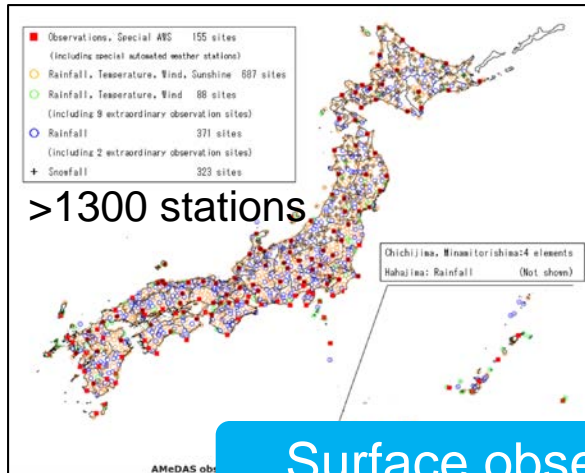 Observations, Special AWS 155 sites
(including special automated weather stations)
Rainfall, Temperature, Wind, Sunshine 687 sites
Rainfall, Temperature, Wind 88 sites
(including 9 extraordinary observation sites)
Rainfall 371 sites
(including 2 extraordinary observation sites)
Snowfall 323 sites
>1300 stations
Chichijima, Minamitorishima:4 elements
Hahajima: Rainfall (Not shown)
AMeDAS obs
Surface obse